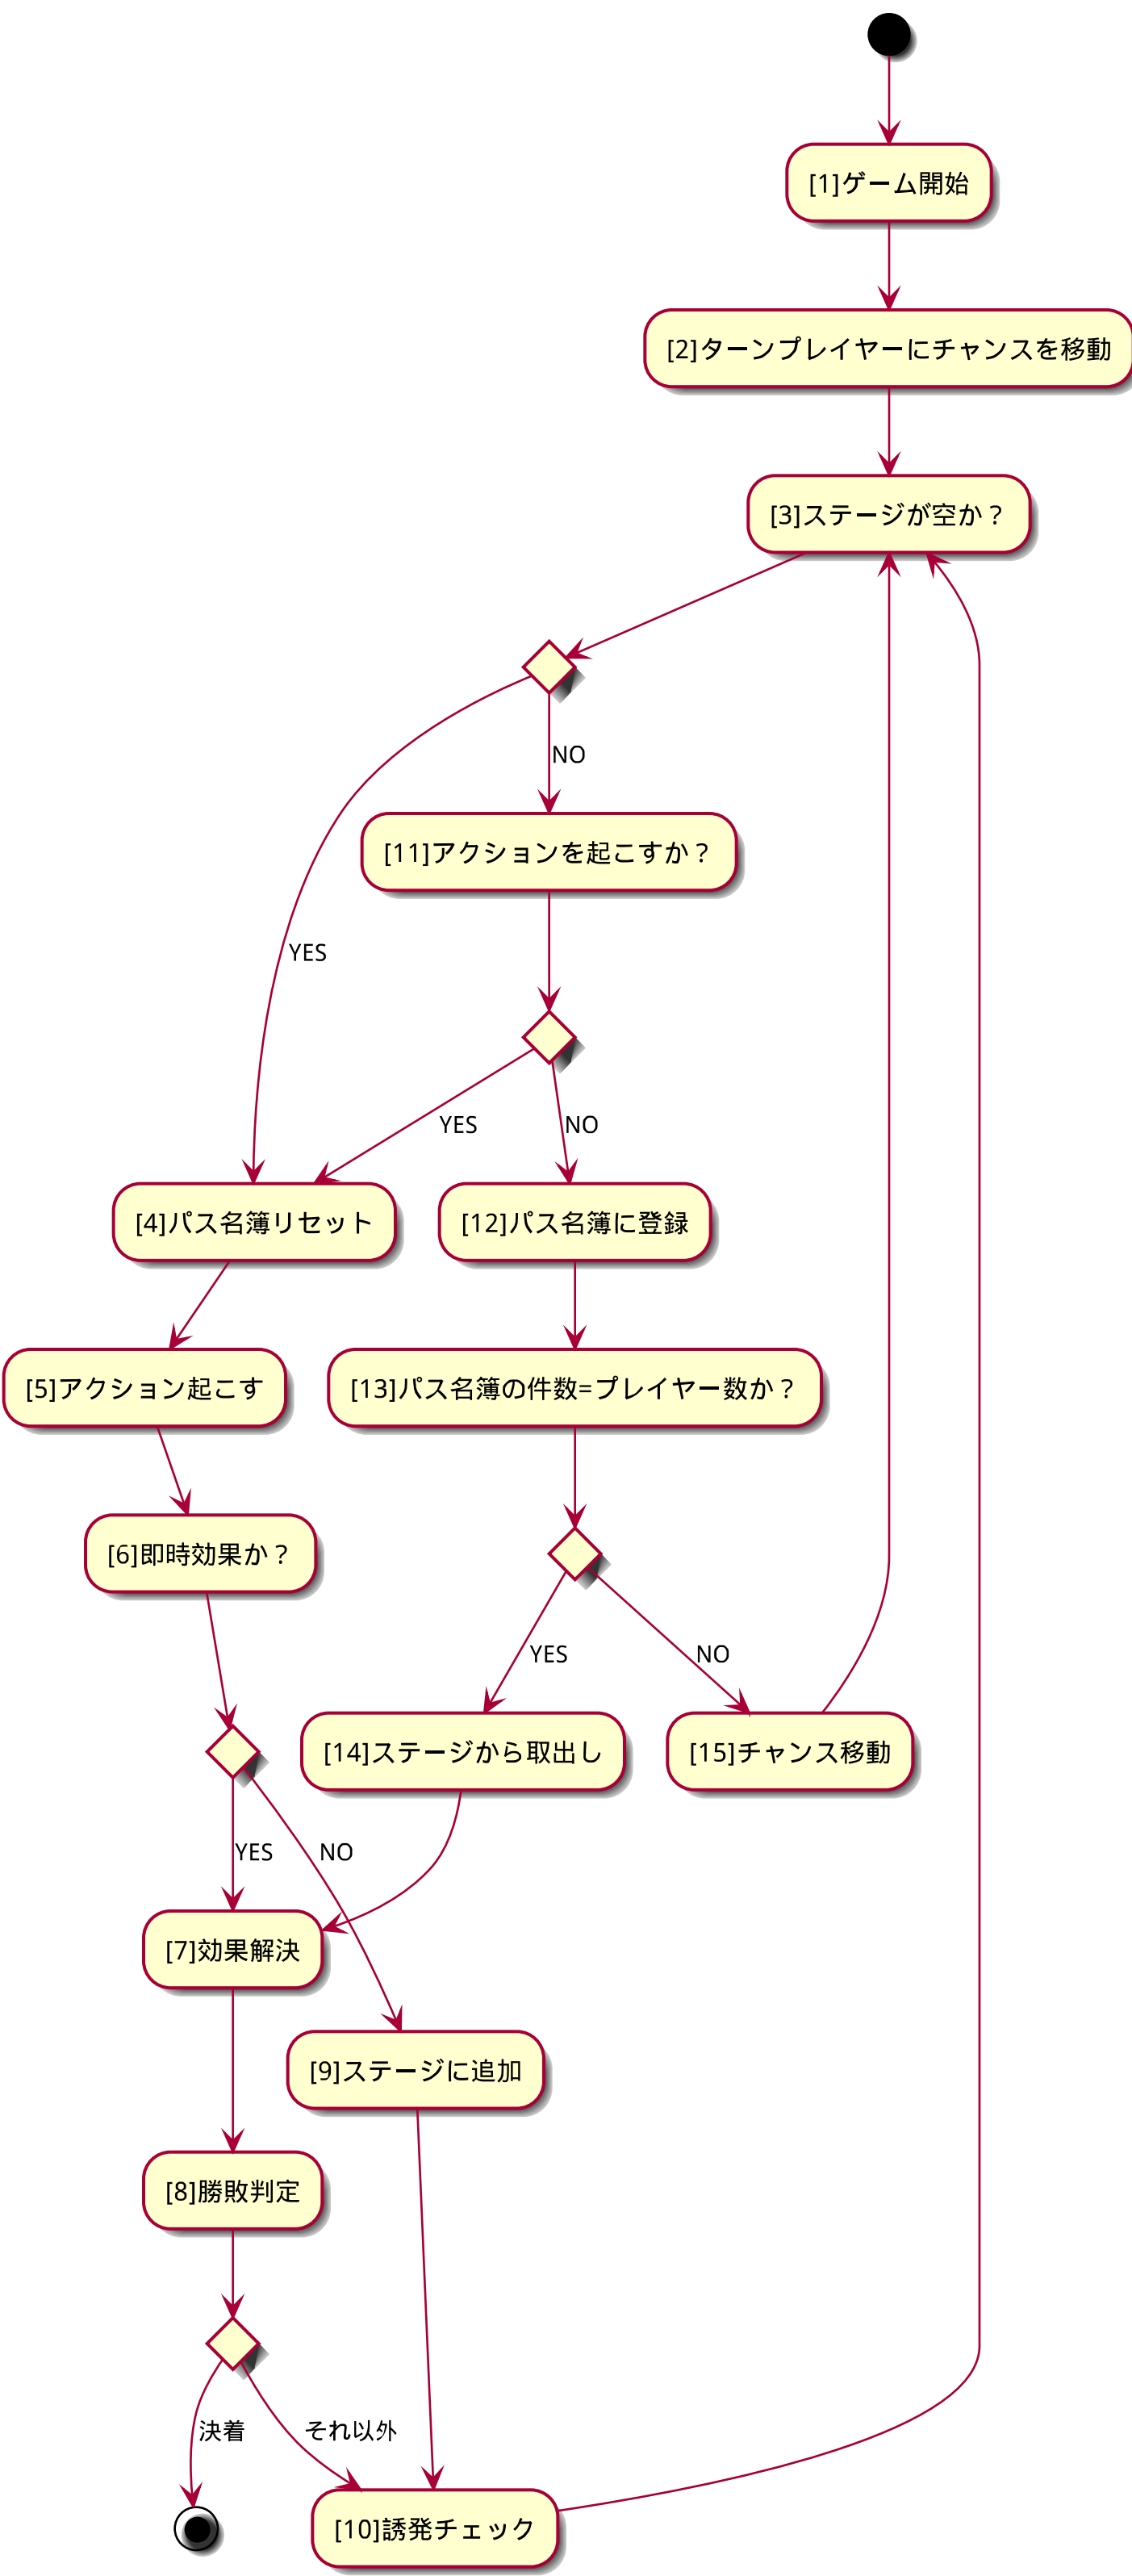 [1]ゲーム開始
[2]ターンプレイヤーにチャンスを移動
[3]ステージが空か？
NO
[11]アクションを起こすか？
YES
YES
NO
[4]パス名簿リセット
[12]パス名簿に登録
[5]アクション起こす
[13]パス名簿の件数=プレイヤー数か？
[6]即時効果か？
YES
NO
[14]ステージから取出し
[15]チャンス移動
YES
NO
[7]効果解決
[9]ステージに追加
[8]勝敗判定
決着
それ以外
[10]誘発チェック